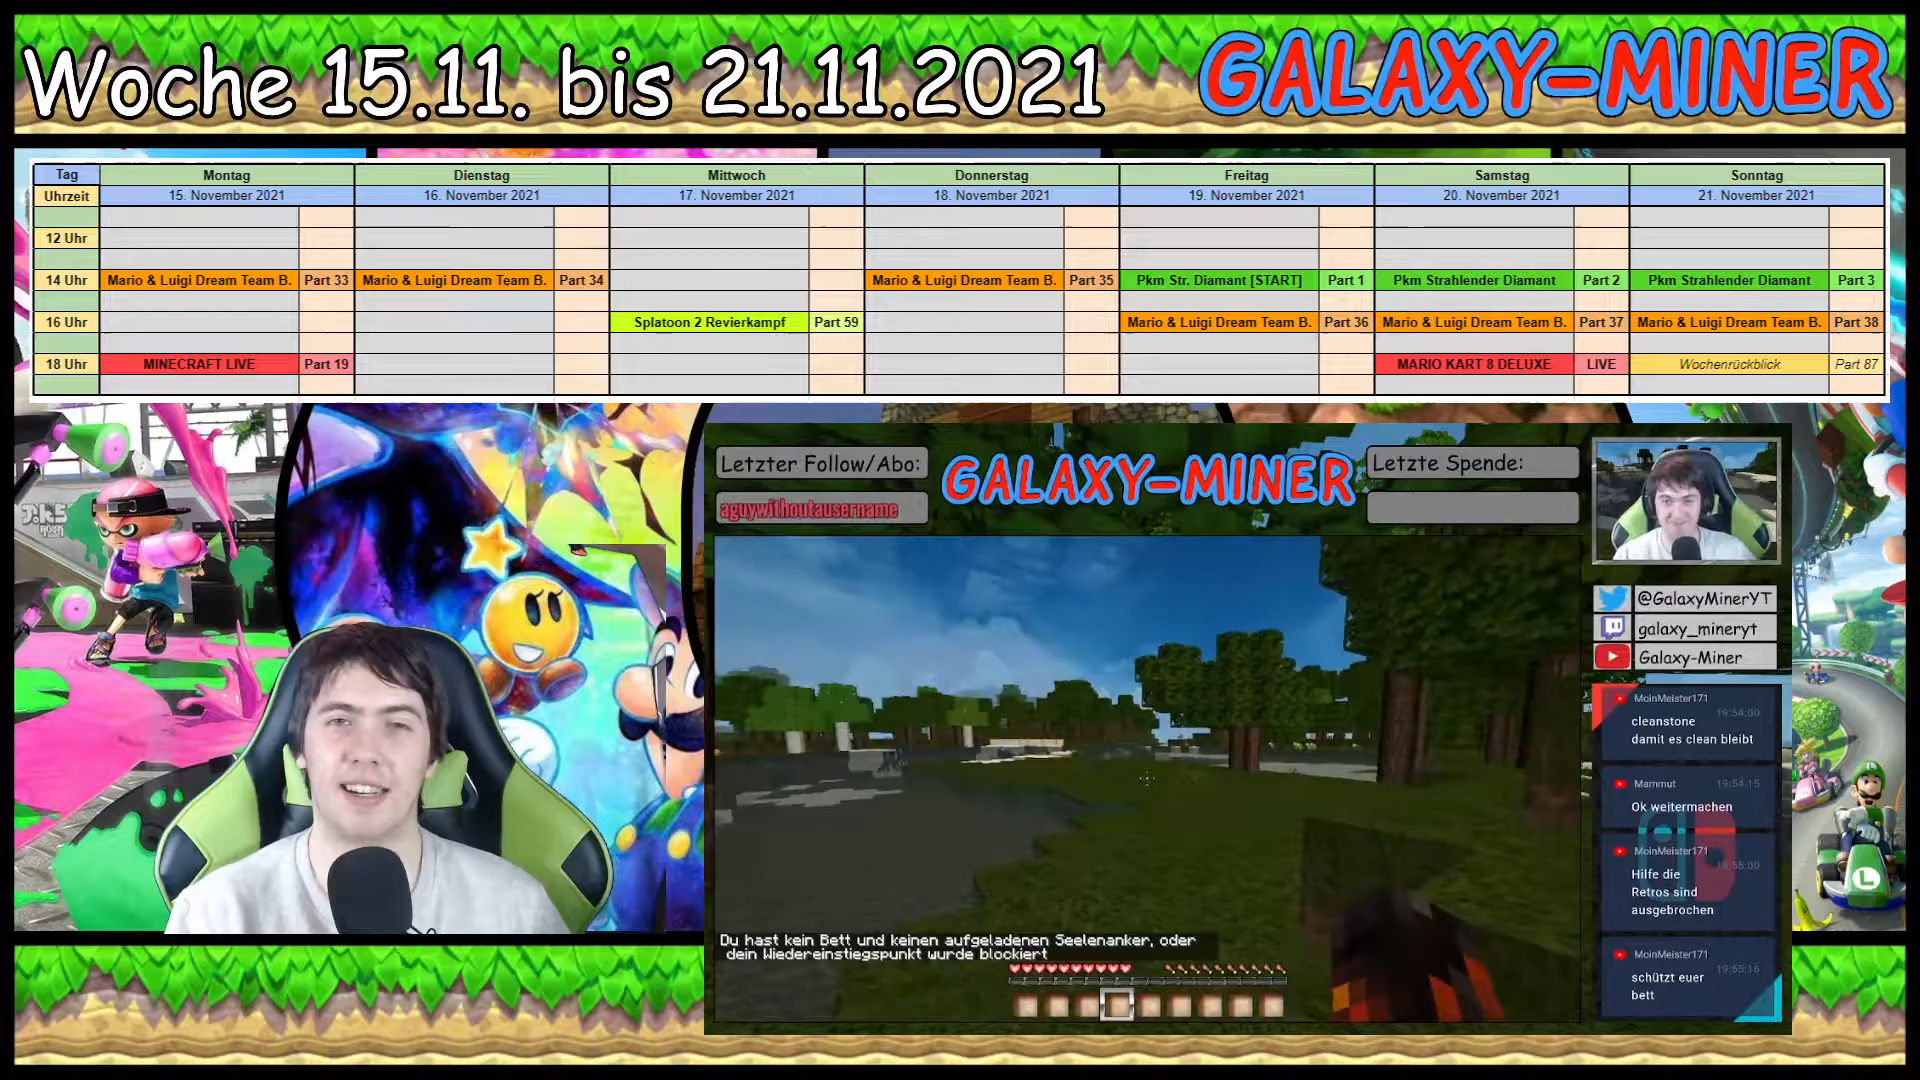 Woche 15.11. bis 21.11.2021
GALAXY-MINER
Tag Montag Dienstag Mittwoch Donnerstag Freitag Samstag Sonntag
Uhrzeit 15. November 2021 16. November 2021 17. November 2021 18. November 2021 19. November 2021 20. November 2021 21. November 2021
12 Uhr
14 Uhr Mario & Luigi Dream Team B. Part 33 Mario & Luigi Dream Team B. Part 34 Mario & Luigi Dream Team B. Part 35 Pkm Str. Diamant [START] Part 1 Pkm Strahlender Diamant Part 2 Pkm Strahlender Diamant Part 3
16 Uhr Splatoon 2 Revierkampf Part 59 Mario & Luigi Dream Team B. Part 36 Mario & Luigi Dream Team B. Part 37 Mario & Luigi Dream Team B. Part 38
18 Uhr MINECRAFT LIVE Part 19 MARIO KART 8 DELUXE LIVE Wochenrückblick Part 87
Letzter Follow/Abo:
aguywithoutausername
GALAXY-MINER
Letzte Spende:
@GalaxyMinerYT
galaxy_mineryt
Galaxy-Miner
MoinMeister171
19:54:00
cleanstone
damit es clean bleibt
Mammut 19:54:15
Ok weitermachen
MoinMeister171
19:55:00
Hilfe die
Retros sind
ausgebrochen
MoinMeister171
19:55:16
schützt euer
bett
Du hast kein Bett und keinen aufgeladenen Seelenanker, oder
dein Wiedereinstiegspunkt wurde blockiert
L